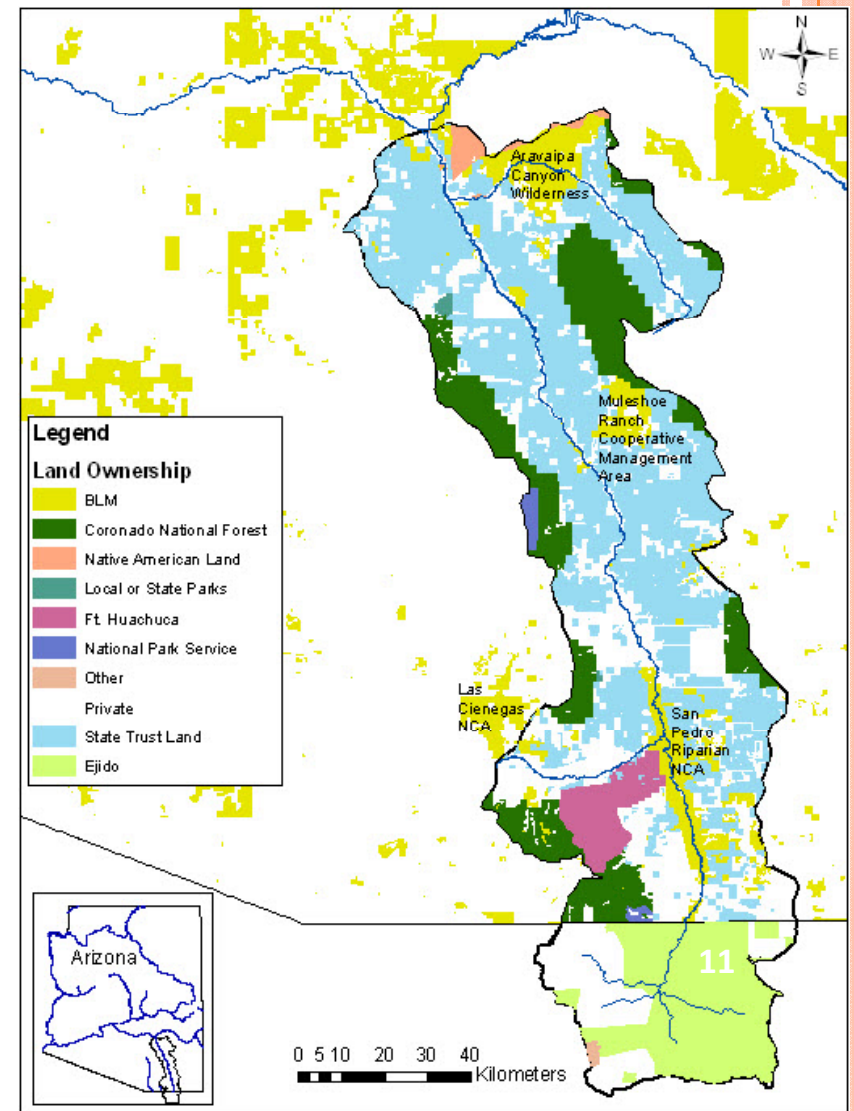 N
W E
S
Aravaipa
Canyon
Wilderness
Muleshoe
Ranch
Cooperative
Management
Area
Legend
Land Ownership
BLM
Coronado National Forest
Native American Land
Local or State Parks
Ft. Huachuca
National Park Service
Other
Private
State Trust Land
Ejido
Las
Cienegas
NCA
San
Pedro
Riparian
NCA
11
Arizona
0 5 10 20 30 40
Kilometers